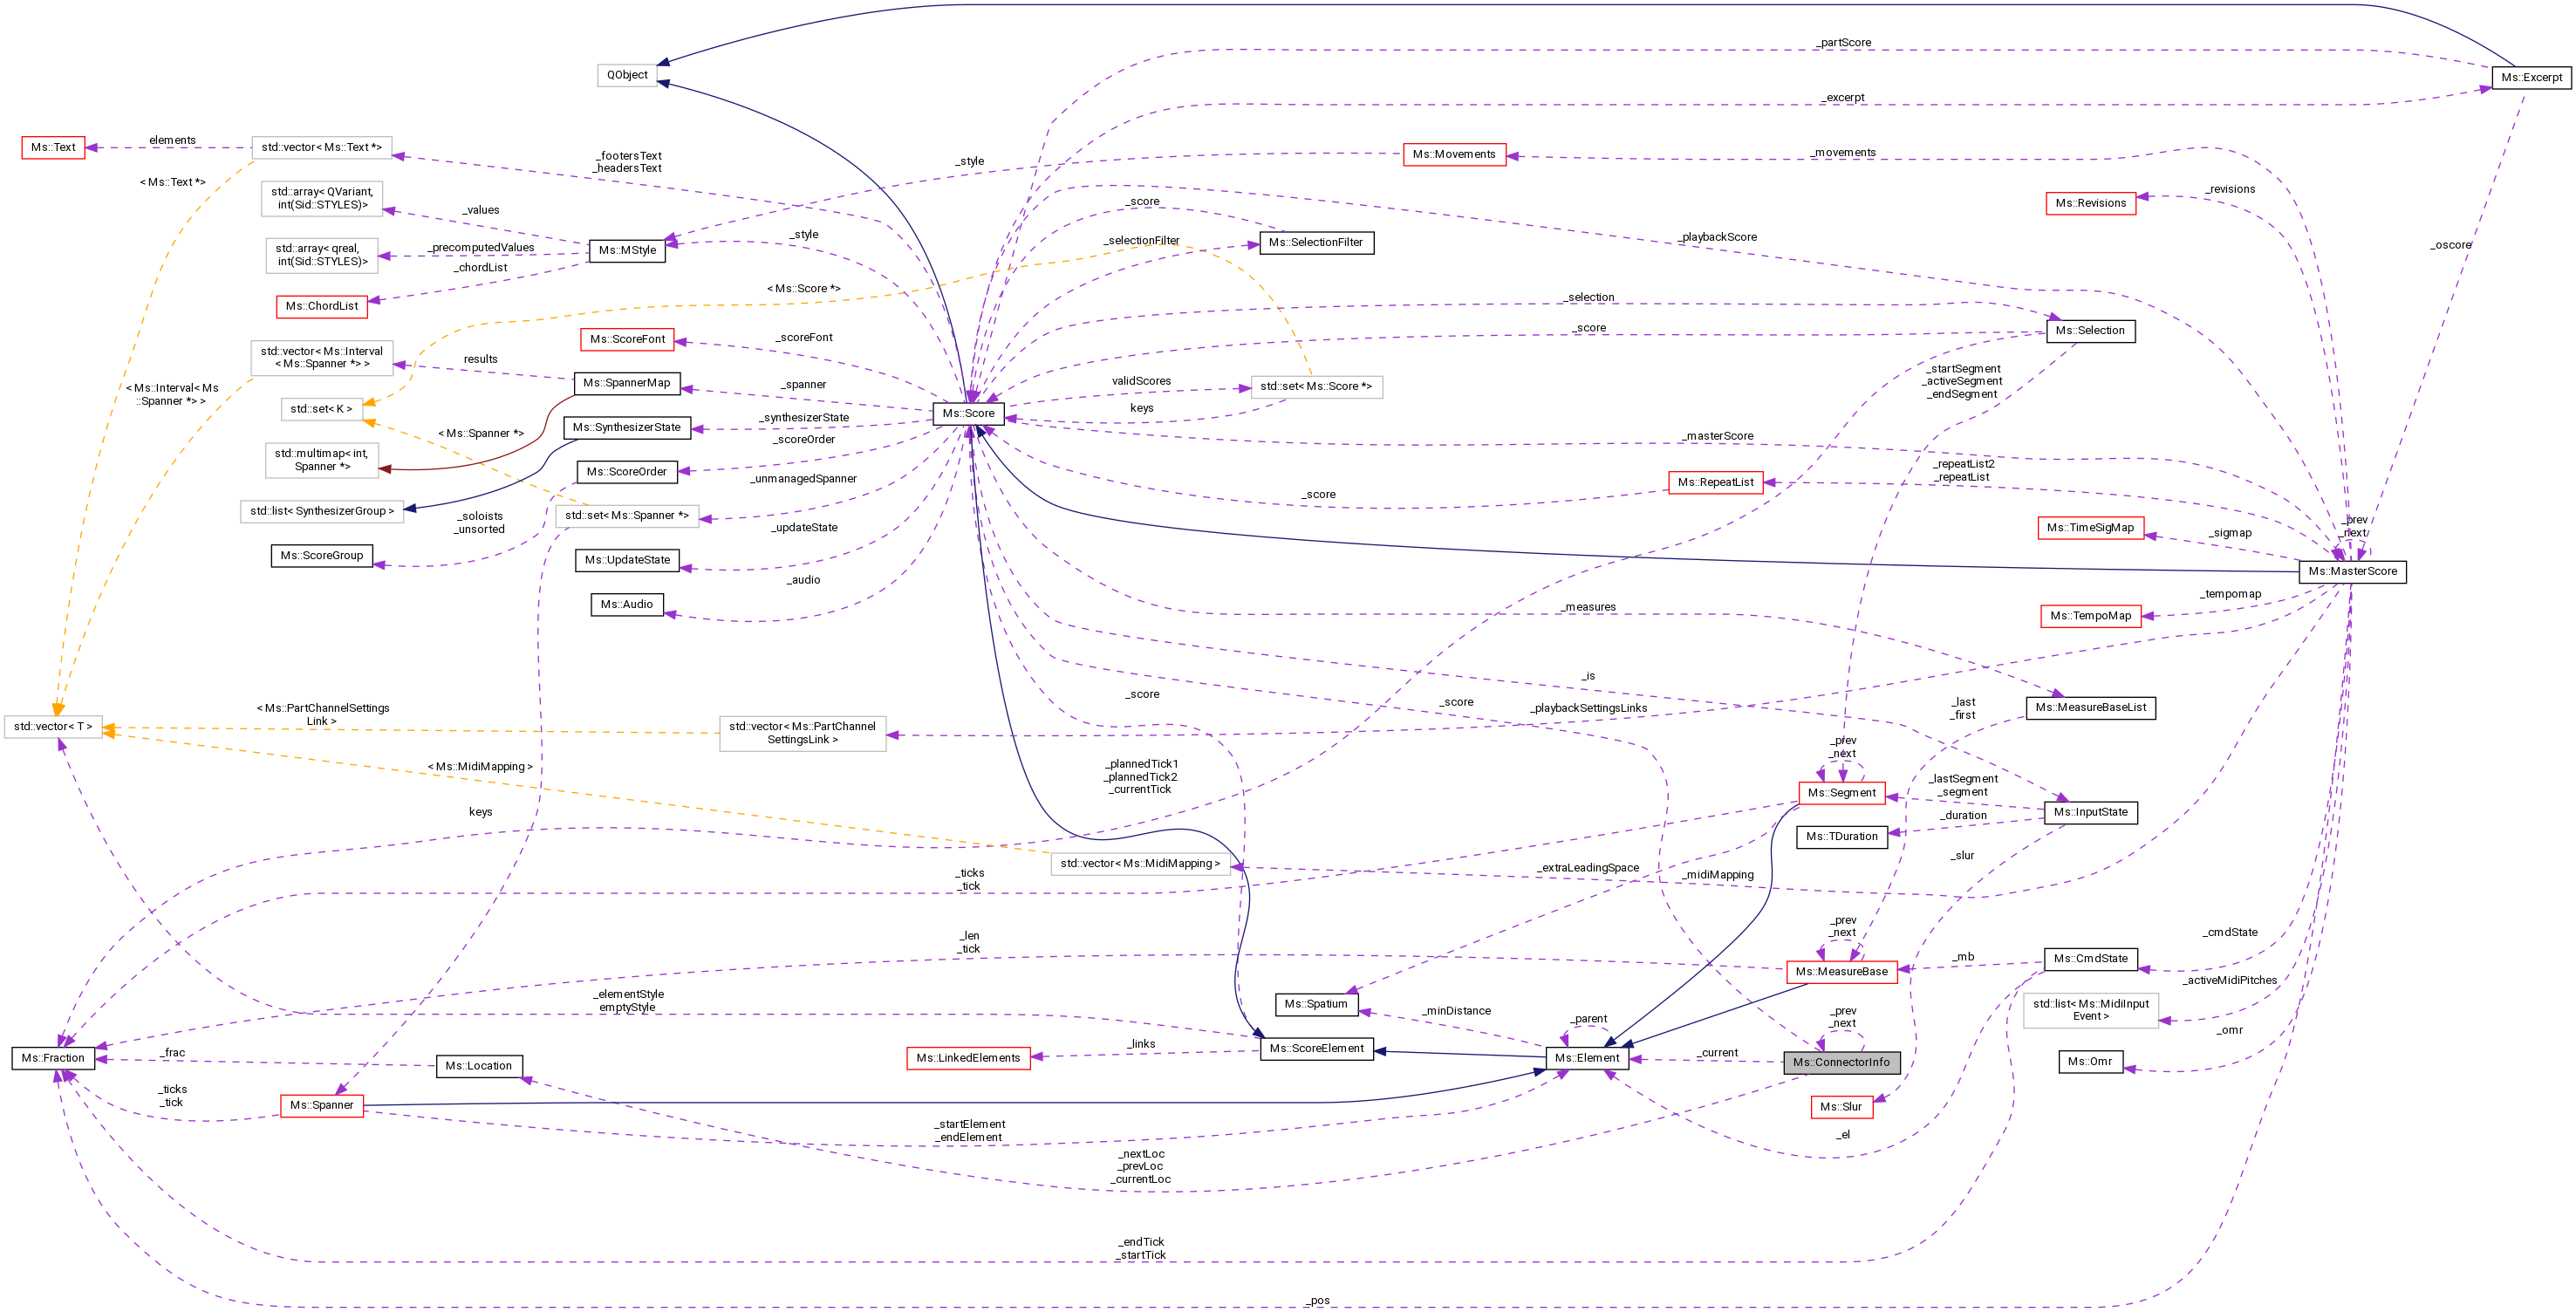 _partScore
QObject
Ms::Excerpt
_excerpt
elements
Ms::Text
std::vector< Ms::Text *>
_footersText
_headersText
_style
Ms::Movements
_movements
< Ms::Text *>
std::array< QVariant,
int(Sid::STYLES)>
_values
_score
Ms::Revisions
_revisions
_style
_selectionFilter
Ms::SelectionFilter
_playbackScore
_oscore
std::array< qreal,
int(Sid::STYLES)>
_precomputedValues
Ms::MStyle
_chordList
Ms::ChordList
< Ms::Score *>
_selection
Ms::ScoreFont
_scoreFont
_score
Ms::Selection
std::vector< Ms::Interval
< Ms::Spanner *> >
results
Ms::SpannerMap
_spanner
validScores
std::set< Ms::Score *>
_startSegment
_activeSegment
_endSegment
< Ms::Interval< Ms
::Spanner *> >
std::set< K >
keys
Ms::Score
Ms::SynthesizerState
_synthesizerState
< Ms::Spanner *>
_scoreOrder
_masterScore
std::multimap< int,
Spanner *>
Ms::ScoreOrder
_unmanagedSpanner
_score
Ms::RepeatList
_repeatList2
_repeatList
std::list< SynthesizerGroup >
_soloists
_unsorted
std::set< Ms::Spanner *>
_updateState
Ms::TimeSigMap
_sigmap
_prev
_next
Ms::ScoreGroup
Ms::UpdateState
Ms::MasterScore
_audio
Ms::Audio
_measures
Ms::TempoMap
_tempomap
_is
_score
_score
_last
_first
Ms::MeasureBaseList
< Ms::PartChannelSettings
Link >
std::vector< T >
std::vector< Ms::PartChannel
SettingsLink >
_playbackSettingsLinks
_prev
_next
< Ms::MidiMapping >
_plannedTick1
_plannedTick2
_currentTick
Ms::Segment
_lastSegment
_segment
Ms::InputState
keys
_duration
Ms::TDuration
std::vector< Ms::MidiMapping >
_ticks
_tick
_extraLeadingSpace
_midiMapping
_slur
_len
_tick
_prev
_next
_cmdState
Ms::MeasureBase
_mb
Ms::CmdState
_elementStyle
emptyStyle
Ms::Spatium
_minDistance
_parent
_prev
_next
std::list< Ms::MidiInput
Event >
_activeMidiPitches
_omr
Ms::Fraction
_frac
Ms::Location
Ms::LinkedElements
_links
Ms::ScoreElement
Ms::Element
_current
Ms::ConnectorInfo
Ms::Omr
_ticks
_tick
Ms::Spanner
Ms::Slur
_startElement
_endElement
_el
_nextLoc
_prevLoc
_currentLoc
_endTick
_startTick
_pos